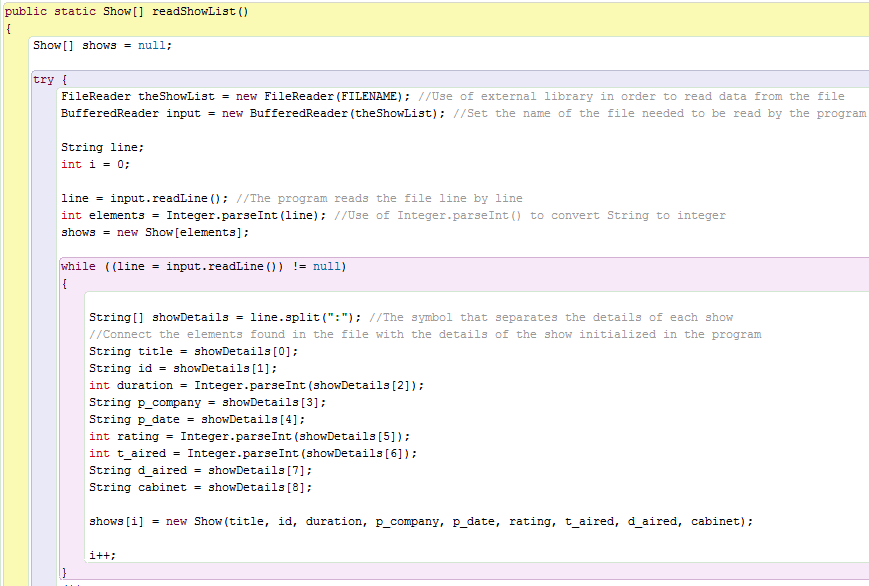 public static Show[] readShowList()
{
Show[] shows = null;
try {
FileReader theShowList = new FileReader(FILENAME); //Use of external library in order to read data from the file
BufferedReader input = new BufferedReader(theShowList); //Set the name of the file needed to be read by the program
String line;
int i = 0;
line = input.readLine(); //The program reads the file line by line
int elements = Integer.parseInt(line); //Use of Integer.parseInt() to convert String to integer
shows = new Show[elements];
while ((line = input.readLine()) != null)
{
String[] showDetails = line.split(":"); //The symbol that separates the details of each show
//Connect the elements found in the file with the details of the show initialized in the program
String title = showDetails[0];
String id = showDetails[1];
int duration = Integer.parseInt(showDetails[2]);
String p_company = showDetails[3];
String p_date = showDetails[4];
int rating = Integer.parseInt(showDetails[5]);
int t_aired = Integer.parseInt(showDetails[6]);
String d_aired = showDetails[7];
String cabinet = showDetails[8];
shows[i] = new Show(title, id, duration, p_company, p_date, rating, t_aired, d_aired, cabinet);
i++;
}